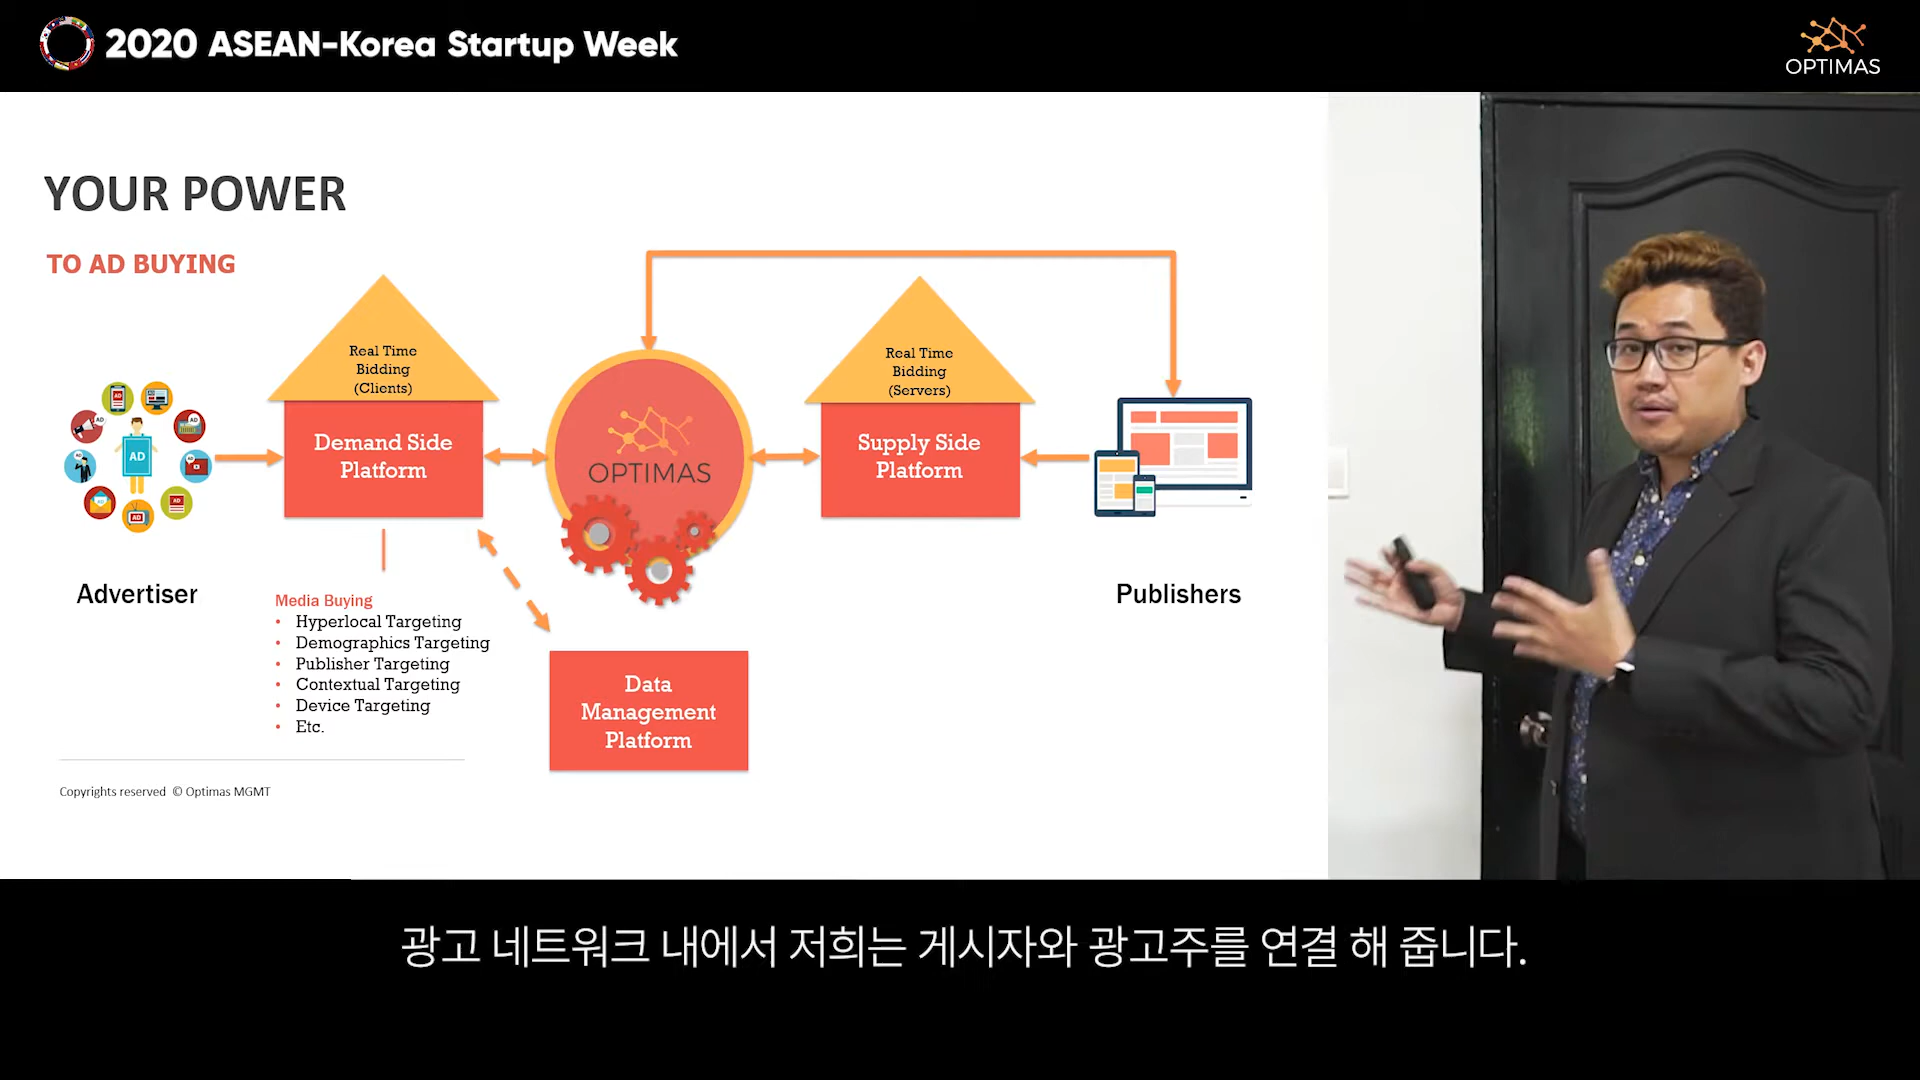 2020 ASEAN-Korea Startup Week
OPTIMAS
YOUR POWER
TO AD BUYING
Real Time
Bidding
(Clients)
Demand Side
Platform
OPTIMAS
Real Time
Bidding
(Servers)
Supply Side
Platform
AD
Advertiser
Publishers
Media Buying
• Hyperlocal Targeting
• Demographics Targeting
• Publisher Targeting
• Contextual Targeting
• Device Targeting
• Etc.
Data
Management
Platform
Copyrights reserved © Optimas MGMT
광고 네트워크 내에서 저희는 게시자와 광고주를 연결 해 줍니다.